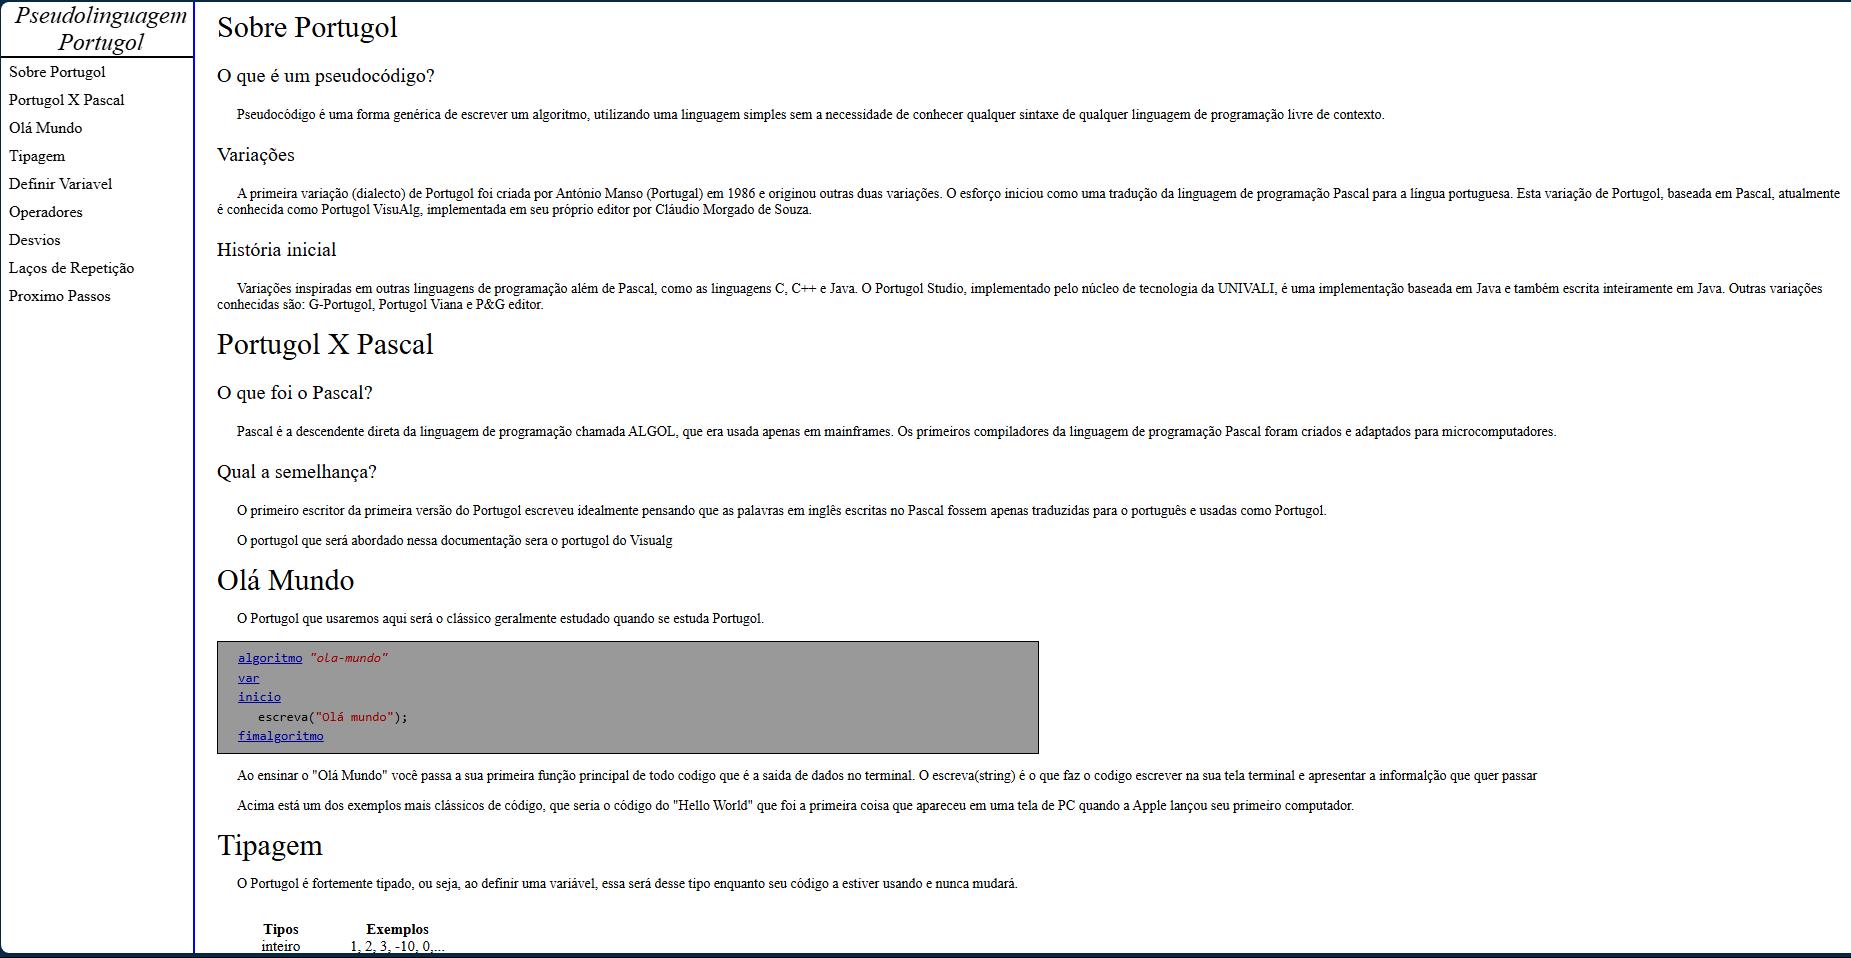 Pseudolinguagem
Portugol
Sobre Portugol
Portugol X Pascal
Olá Mundo
Tipagem
Definir Variavel
Operadores
Desvios
Laços de Repetição
Proximo Passos
Sobre Portugol
O que é um pseudocódigo?
Pseudocódigo é uma forma genérica de escrever um algoritmo, utilizando uma linguagem simples sem a necessidade de conhecer qualquer sintaxe de qualquer linguagem de programação livre de contexto.
Variações
A primeira variação (dialecto) de Portugol foi criada por António Manso (Portugal) em 1986 e originou outras duas variações. O esforço iniciou como uma tradução da linguagem de programação Pascal para a língua portuguesa. Esta variação de Portugol, baseada em Pascal, atualmente
é conhecida como Portugol VisuAlg, implementada em seu próprio editor por Cláudio Morgado de Souza.
História inicial
Variações inspiradas em outras linguagens de programação além de Pascal, como as linguagens C, C++ e Java. O Portugol Studio, implementado pelo núcleo de tecnologia da UNIVALI, é uma implementação baseada em Java e também escrita inteiramente em Java. Outras variações
conhecidas são: G-Portugol, Portugol Viana e P&G editor.
Portugol X Pascal
O que foi o Pascal?
Pascal é a descendente direta da linguagem de programação chamada ALGOL, que era usada apenas em mainframes. Os primeiros compiladores da linguagem de programação Pascal foram criados e adaptados para microcomputadores.
Qual a semelhança?
O primeiro escritor da primeira versão do Portugol escreveu idealmente pensando que as palavras em inglês escritas no Pascal fossem apenas traduzidas para o português e usadas como Portugol.
O portugol que será abordado nessa documentação sera o portugol do Visualg
Olá Mundo
O Portugol que usaremos aqui será o clássico geralmente estudado quando se estuda Portugol.
algoritmo "ola-mundo"
var
inicio
escreva("Olá mundo");
fimalgoritmo
Ao ensinar o "Olá Mundo" você passa a sua primeira função principal de todo codigo que é a saida de dados no terminal. O escreva(string) é o que faz o codigo escrever na sua tela terminal e apresentar a informalção que quer passar
Acima está um dos exemplos mais clássicos de código, que seria o código do "Hello World" que foi a primeira coisa que apareceu em uma tela de PC quando a Apple lançou seu primeiro computador.
Tipagem
O Portugol é fortemente tipado, ou seja, ao definir uma variável, essa será desse tipo enquanto seu código a estiver usando e nunca mudará.
Tipos Exemplos
inteiro 1, 2, 3, -10, 0,...